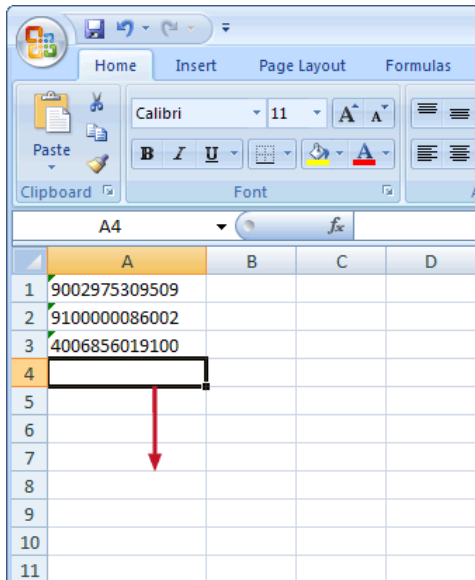 Home Insert Page Layout Formulas
Calibri 11 A A
Paste
B I U A
Clipboard Font
A4 fx
A B C D
1 9002975309509
2 9100000086002
3 4006856019100
4
5
6
7
8
9
10
11